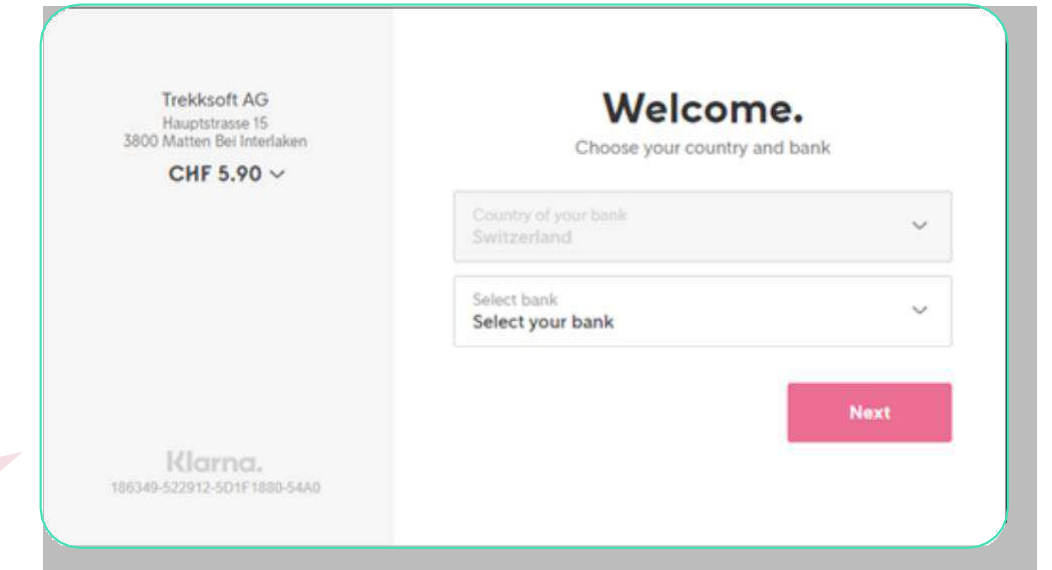 Trekksoft AG
Hauptstrasse 15
3800 Matten Bei Interlaken
CHF 5.90
Klarna.
186349-522912-5D1F1880-54A0
Welcome.
Choose your country and bank
Country of your bank
Switzerland
Select bank
Select your bank
Next